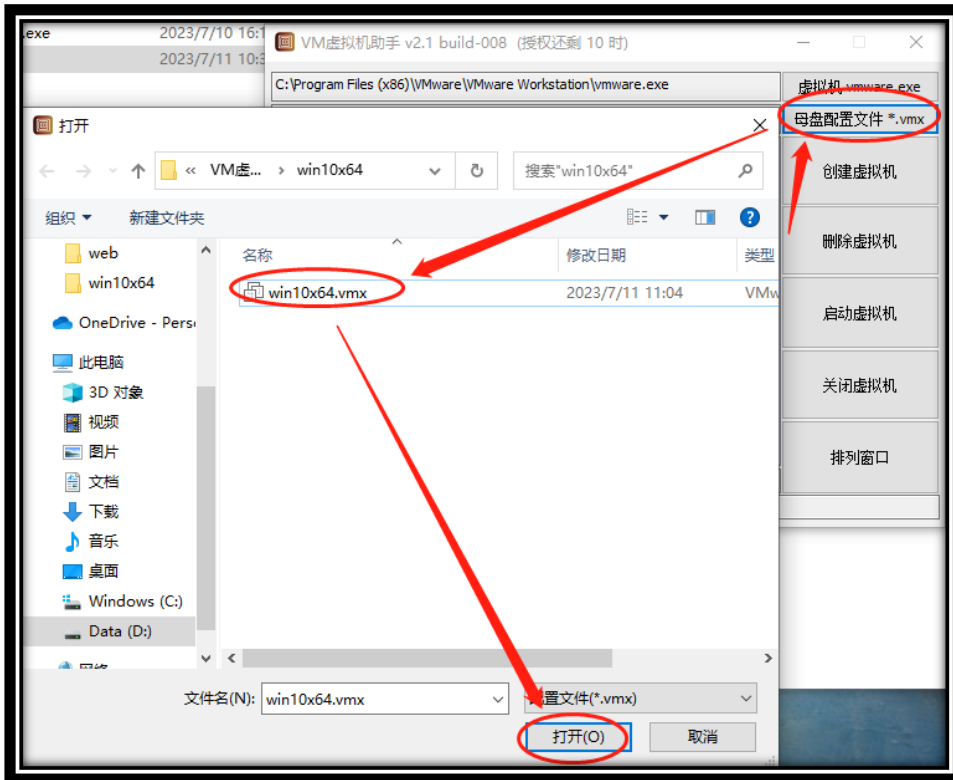 .exe
2023/7/10 16:1
2023/7/11 10:3
VM虚拟机助手 v2.1 build-008 (授权还剩 10 时)
C:\Program Files (x86)\VMware\VMware Workstation\vmware.exe
虚拟机 vmware.exe
母盘配置文件 *.vmx
创建虚拟机
删除虚拟机
启动虚拟机
关闭虚拟机
排列窗口
打开
« VM虚... › win10x64
搜索"win10x64"
组织
新建文件夹
名称
修改日期
类型
web
win10x64
OneDrive - Pers
此电脑
3D 对象
视频
图片
文档
下载
音乐
桌面
Windows (C:)
Data (D:)
网络
win10x64.vmx
2023/7/11 11:04
VMw
文件名(N):
win10x64.vmx
配置文件(*.vmx)
打开(O)
取消